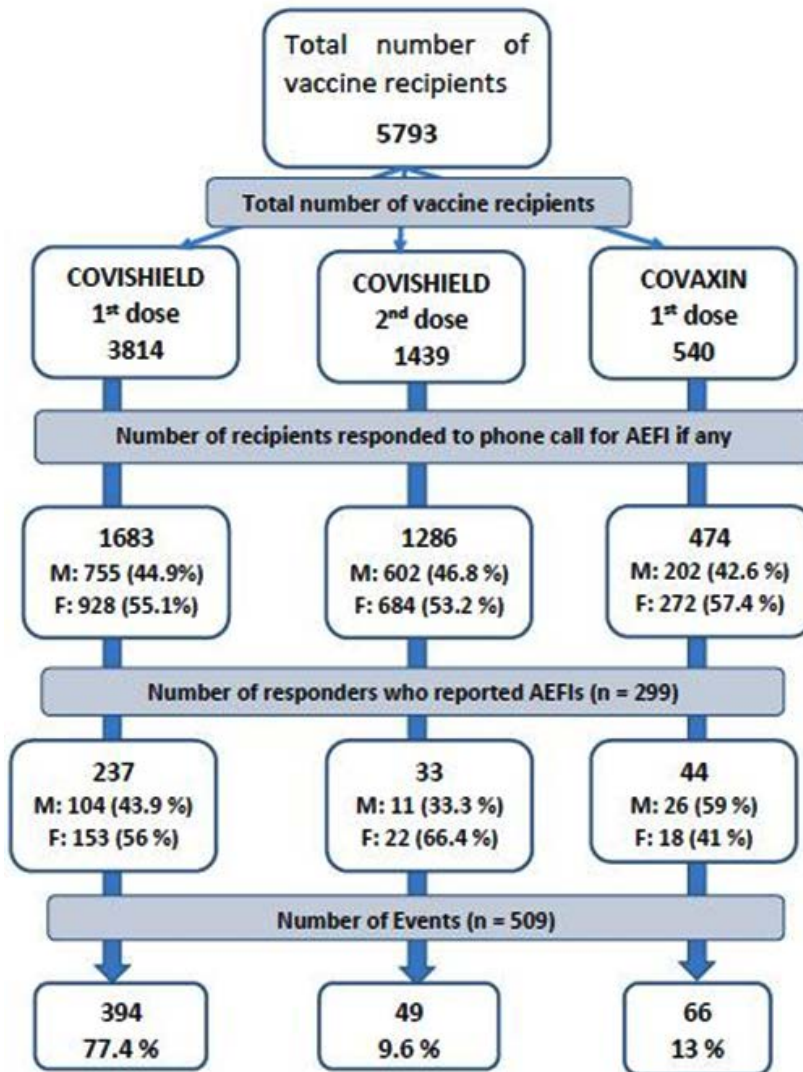 Total number of
vaccine recipients
5793
Total number of vaccine recipients
COVISHIELD
1st dose
3814
COVISHIELD
2nd dose
1439
COVAXIN
1st dose
540
Number of recipients responded to phone call for AEFI if any
1683
M: 755 (44.9%)
F: 928 (55.1%)
1286
M: 602 (46.8 %)
F: 684 (53.2 %)
474
M: 202 (42.6 %)
F: 272 (57.4 %)
Number of responders who reported AEFIs (n = 299)
237
M: 104 (43.9 %)
F: 153 (56 %)
33
M: 11 (33.3 %)
F: 22 (66.4 %)
44
M: 26 (59 %)
F: 18 (41 %)
Number of Events (n = 509)
394
77.4 %
49
9.6 %
66
13 %